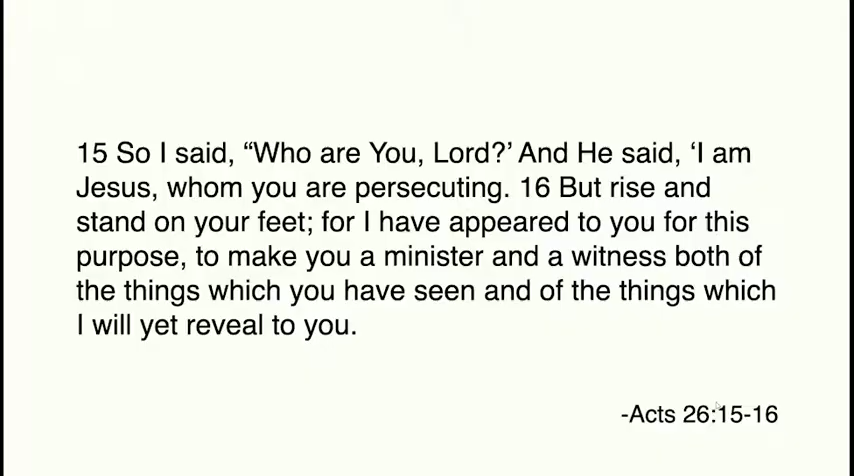 15 So I said, “Who are You, Lord?’ And He said, ‘I am
Jesus, whom you are persecuting. 16 But rise and
stand on your feet; for I have appeared to you for this
purpose, to make you a minister and a witness both of
the things which you have seen and of the things which
I will yet reveal to you.
-Acts 26:15-16